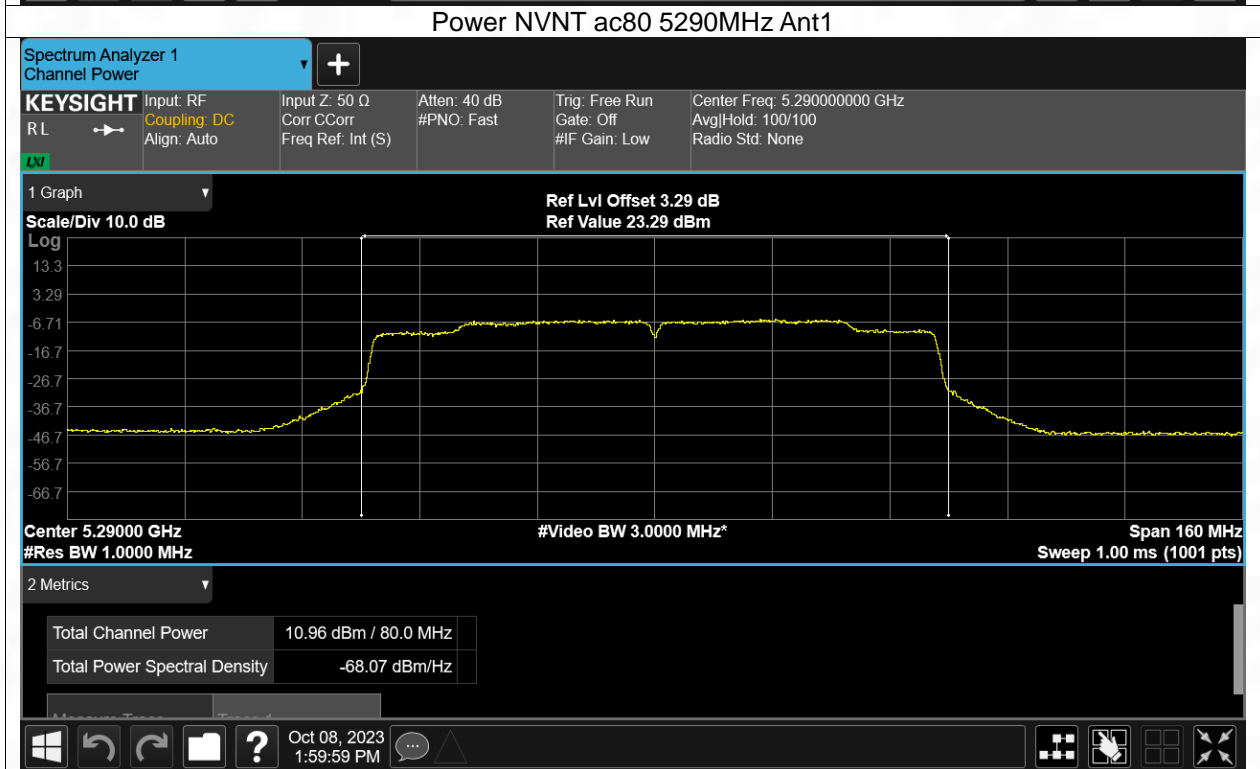 Power NVNT ac80 5290MHz Ant1
Spectrum Analyzer 1
Channel Power
KEYSIGHT
RL
LXI
Input: RF
Coupling: DC
Align: Auto
Input Z: 50 Ω
Corr CCorr
Freq Ref: Int (S)
Atten: 40 dB
#PNO: Fast
Trig: Free Run
Gate: Off
#IF Gain: Low
Center Freq: 5.290000000 GHz
Avg|Hold: 100/100
Radio Std: None
1 Graph
Scale/Div 10.0 dB
Ref Lvl Offset 3.29 dB
Ref Value 23.29 dBm
Log
13.3
3.29
-6.71
-16.7
-26.7
-36.7
-46.7
-56.7
-66.7
Center 5.29000 GHz
#Res BW 1.0000 MHz
#Video BW 3.0000 MHz*
Span 160 MHz
Sweep 1.00 ms (1001 pts)
2 Metrics
Total Channel Power 10.96 dBm / 80.0 MHz
Total Power Spectral Density -68.07 dBm/Hz
?
Oct 08, 2023
1:59:59 PM